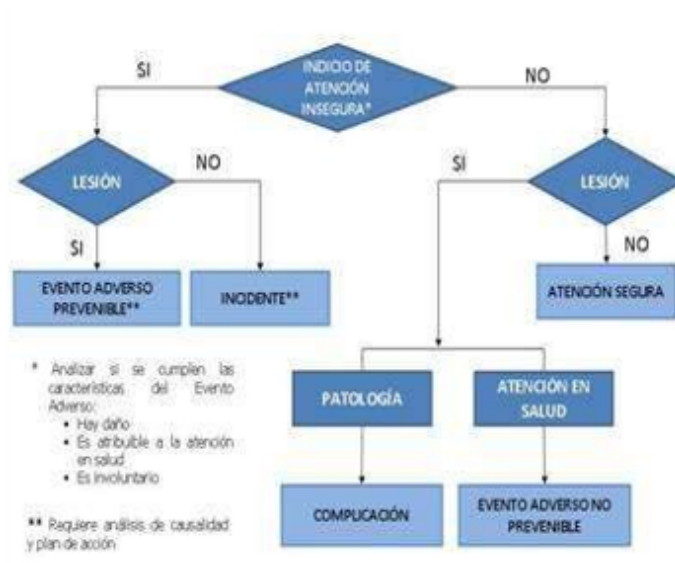 INDICIO DE
ATENCIÓN
INSEGURA*
SI
NO
LESIÓN
NO
SI
LESIÓN
SI
NO
EVENTO ADVERSO
PREVENIBLE**
INCIDENTE**
ATENCIÓN SEGURA
* Analizar si se cumplen las
características del Evento
Adverso:
• Hay daño
• Es atribuible a la atención
en salud
• Es involuntario
PATOLOGÍA
ATENCIÓN EN
SALUD
COMPLICACIÓN
EVENTO ADVERSO NO
PREVENIBLE
** Requiere análisis de causalidad
y plan de acción